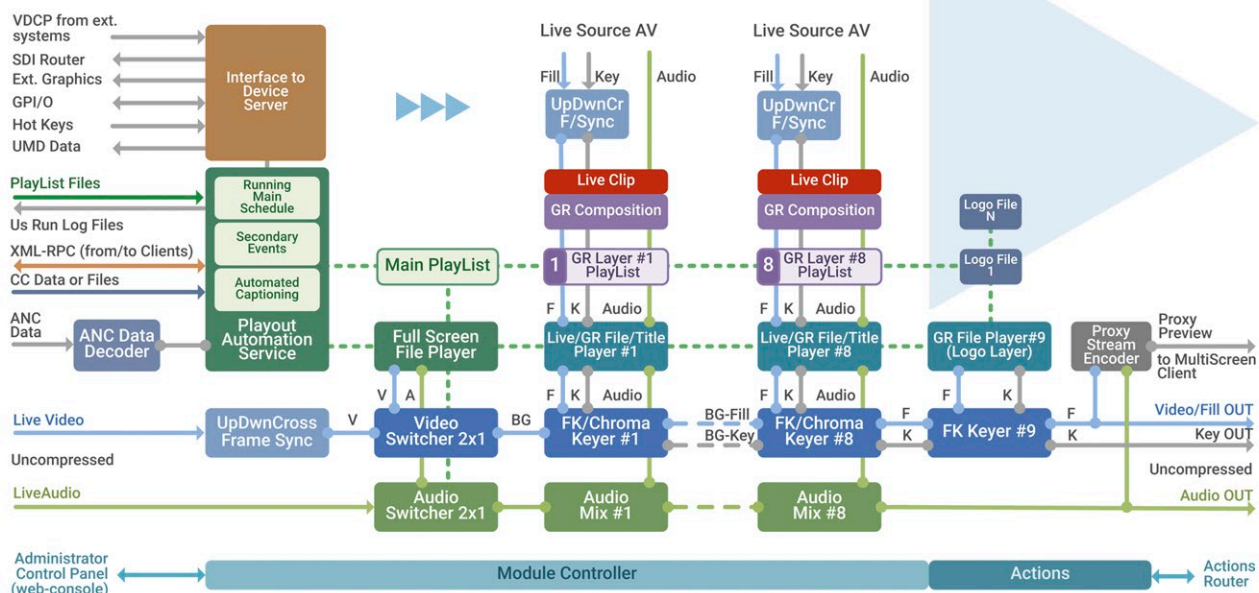 VDCP from ext.
systems
SDI Router
Ext. Graphics
GPI/O
Hot Keys
UMD Data
Interface to
Device
Server
PlayList Files
Us Run Log Files
XML-RPC (from/to Clients)
CC Data or Files
ANC
Data
ANC Data
Decoder
Running
Main
Schedule
Secondary
Events
Automated
Captioning
Playout
Automation
Service
Main PlayList
Full Screen
File Player
V
A
Live Source AV
Fill
Key
Audio
UpDwnCr
F/Sync
Live Clip
GR Composition
1
GR Layer #1
PlayList
F
K
Audio
Live/GR File/Title
Player #1
F
K
Audio
Live Source AV
Fill
Key
Audio
UpDwnCr
F/Sync
Live Clip
GR Composition
8
GR Layer #8
PlayList
F
K
Audio
Live/GR File/Title
Player #8
F
K
Audio
Logo File
N
Logo File
1
GR File Player#9
(Logo Layer)
F
K
Proxy
Stream
Encoder
Proxy
Preview
to MultiScreen
Client
Live Video
UpDwnCross
Frame Sync
V
Video
Switcher 2x1
BG
FK/Chroma
Keyer #1
BG-Fill
BG-Key
FK/Chroma
Keyer #8
F
K
FK Keyer #9
F
K
Video/Fill OUT
Key OUT
Uncompressed
Uncompressed
LiveAudio
Audio
Switcher 2x1
Audio
Mix #1
Audio
Mix #8
Audio OUT
Administrator
Control Panel
(web-console)
Module Controller
Actions
Actions
Router